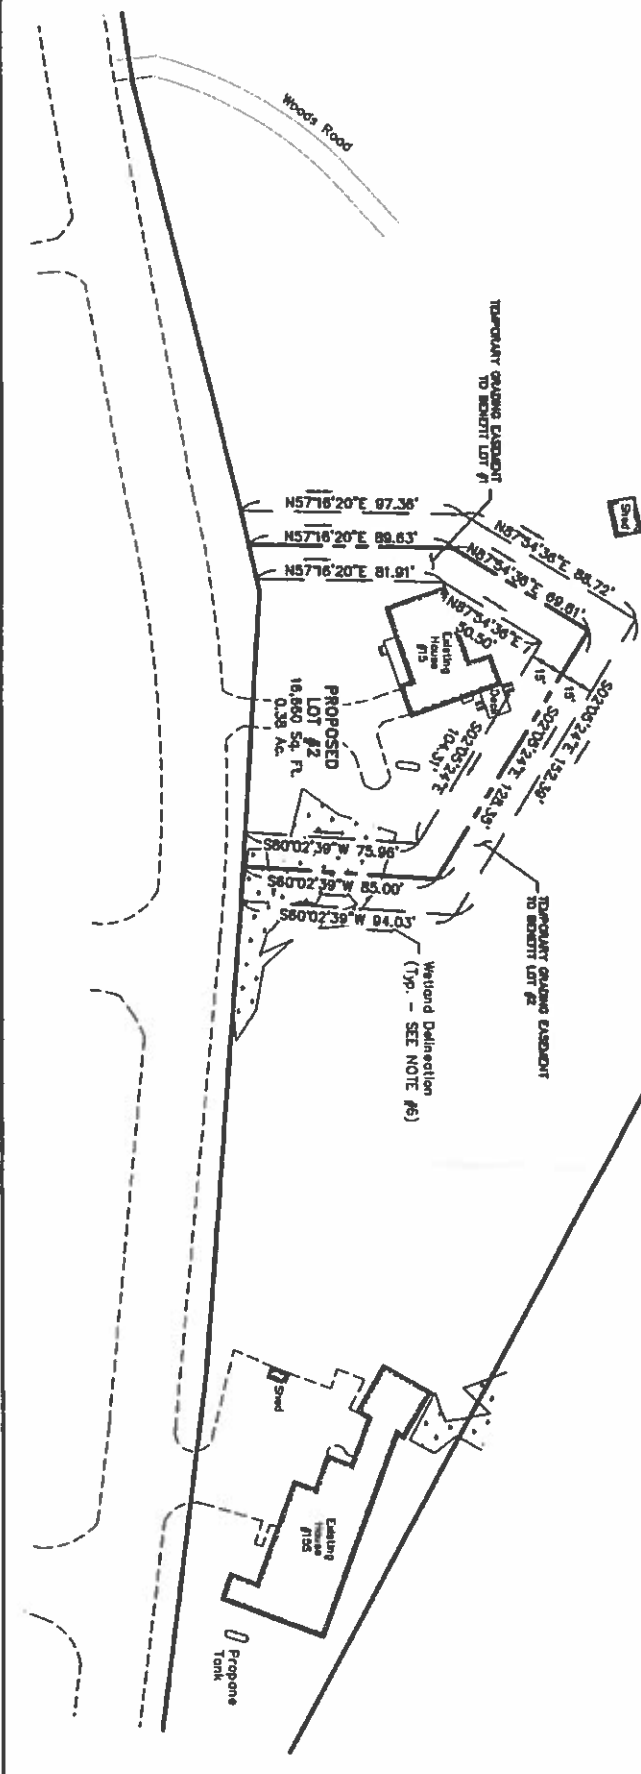 Woods Road
TEMPORARY GRADING EASEMENT
TO BENEFIT LOT #1
Shed
N57°16'20"E 97.36'
N57°16'20"E 89.63'
N57°16'20"E 81.91'
N87°54'36"E 88.72'
N87°54'36"E 69.61'
N87°54'36"E
50.50'
15'
15'
Existing
House
#15
Deck
S02°05'24"E 152.39'
S02°05'24"E 128.35'
S02°05'24"E
104.31'
PROPOSED
LOT #2
16,660 Sq. Ft.
0.38 Ac.
S60°02'39"W 75.96'
S60°02'39"W 85.00'
S60°02'39"W 94.03'
TEMPORARY GRADING EASEMENT
TO BENEFIT LOT #2
Wetland Delineation
(Typ. - SEE NOTE #6)
Shed
Existing
House
#155
Propane
Tank